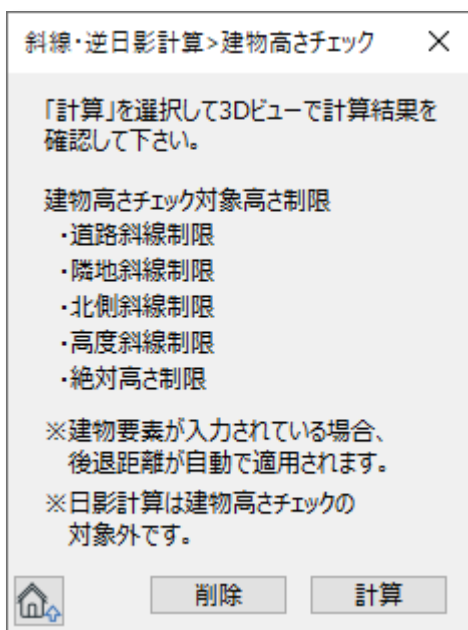 斜線・逆日影計算>建物高さチェック
「計算」を選択して3Dビューで計算結果を
確認して下さい。
建物高さチェック対象高さ制限
・道路斜線制限
・隣地斜線制限
・北側斜線制限
・高度斜線制限
・絶対高さ制限
※建物要素が入力されている場合、
後退距離が自動で適用されます。
※日影計算は建物高さチェックの
対象外です。
削除
計算